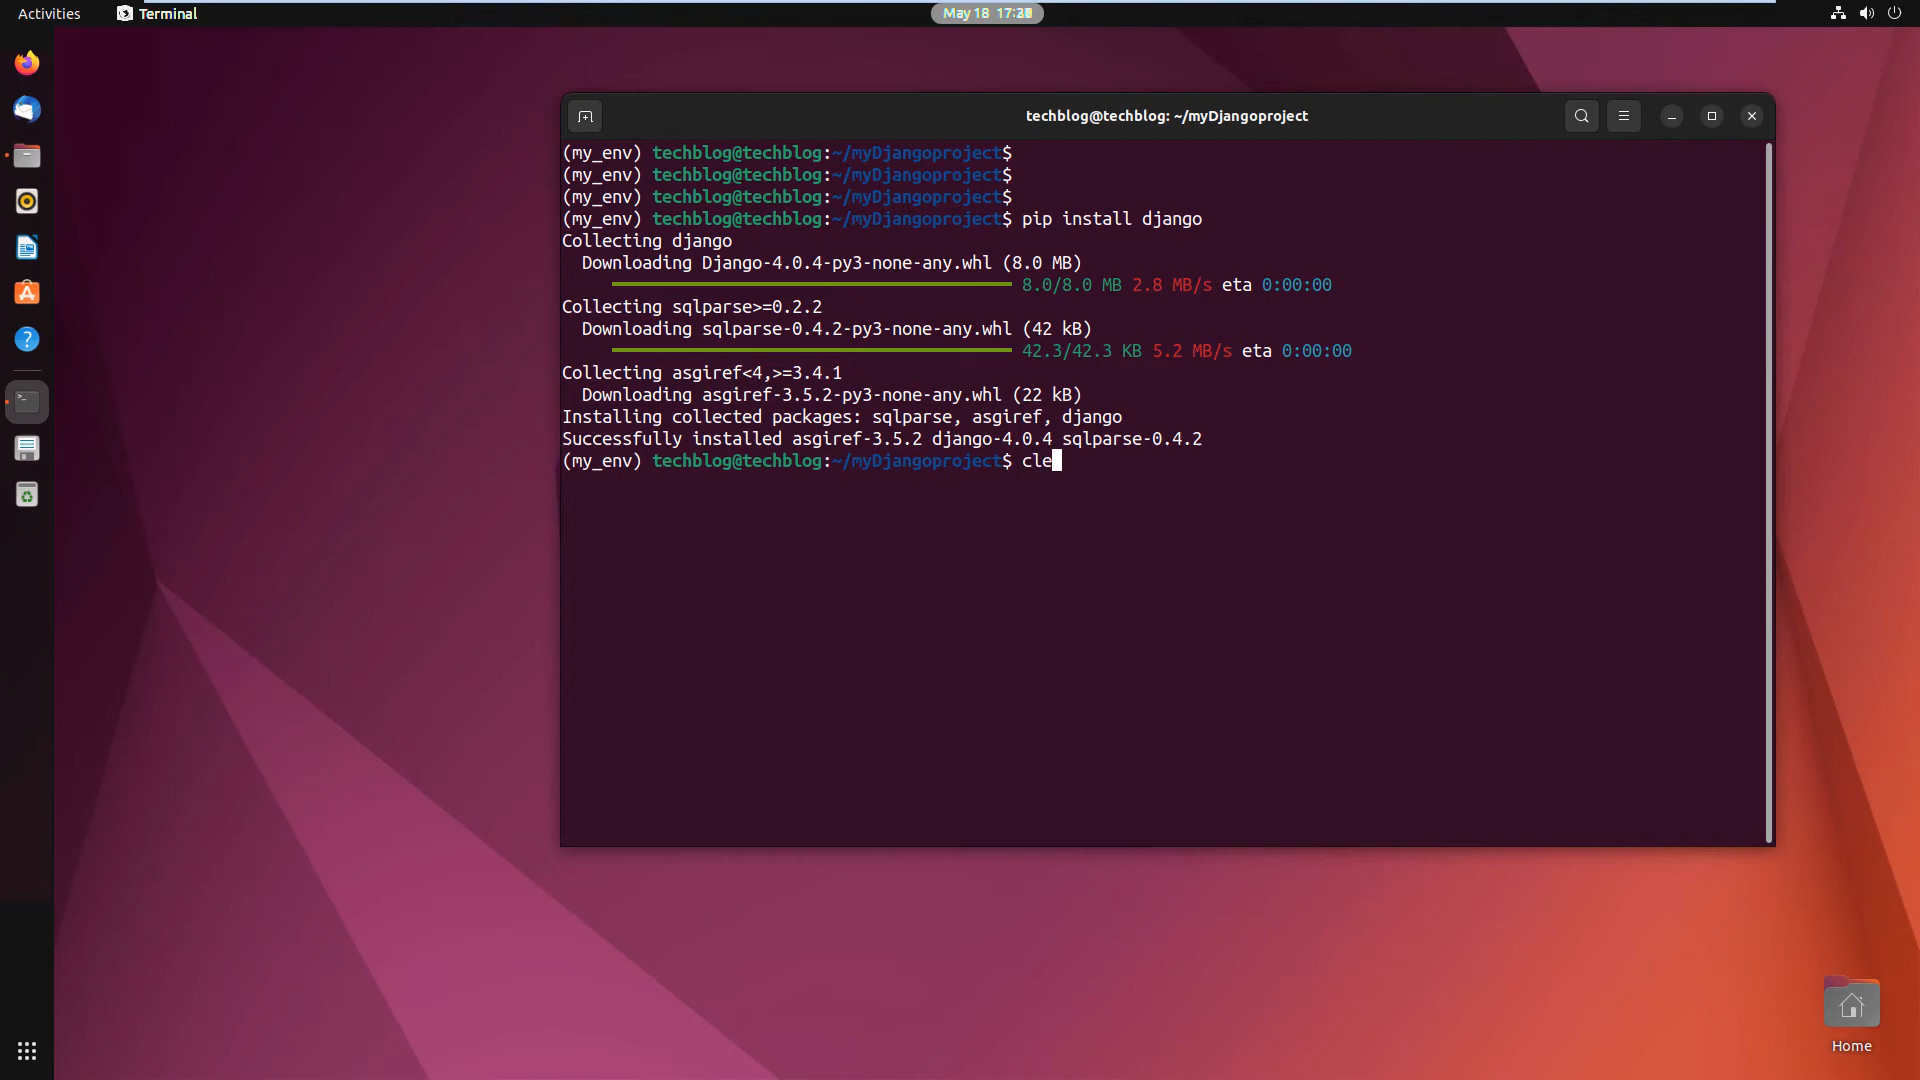 Activities
Terminal
May 18
techblog@techblog: ~/myDjangoproject
(my_env) techblog@techblog:~/myDjangoproject$
(my_env) techblog@techblog:~/myDjangoproject$
(my_env) techblog@techblog:~/myDjangoproject$
(my_env) techblog@techblog:~/myDjangoproject$ pip install django
Collecting django
Downloading Django-4.0.4-py3-none-any.whl (8.0 MB)
8.0/8.0 MB 2.8 MB/s eta 0:00:00
Collecting sqlparse>=0.2.2
Downloading sqlparse-0.4.2-py3-none-any.whl (42 kB)
42.3/42.3 KB 5.2 MB/s eta 0:00:00
Collecting asgiref<4,>=3.4.1
Downloading asgiref-3.5.2-py3-none-any.whl (22 kB)
Installing collected packages: sqlparse, asgiref, django
Successfully installed asgiref-3.5.2 django-4.0.4 sqlparse-0.4.2
(my_env) techblog@techblog:~/myDjangoproject$ cle
Home